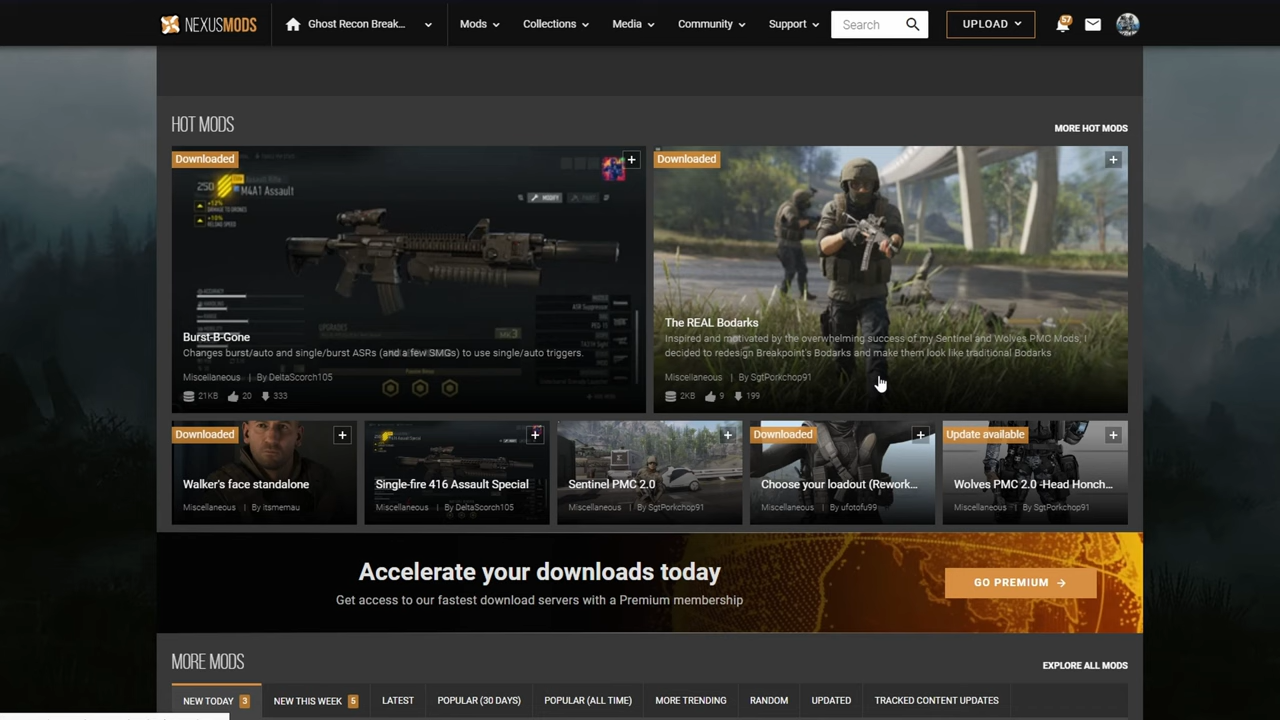 NEXUSMODS
Ghost Recon Break...
Mods
Collections
Media
Community
Support
Search
UPLOAD
57
HOT MODS
MORE HOT MODS
Downloaded
250
M4A1 Assault
MODIFY
ACCURACY
HANDLING
UPGRADES
MK.3
Burst-B-Gone
Changes burst/auto and single/burst ASRs (and a few SMGs) to use single/auto triggers.
Miscellaneous | By DeltaScorch105
21KB 20 333
Downloaded
The REAL Bodarks
Inspired and motivated by the overwhelming success of my Sentinel and Wolves PMC Mods, I
decided to redesign Breakpoint's Bodarks and make them look like traditional Bodarks
Miscellaneous | By SgtPorkchop91
2KB 9 199
Downloaded
Walker's face standalone
Miscellaneous | By itsmemau
Single-fire 416 Assault Special
Miscellaneous | By DeltaScorch105
Sentinel PMC 2.0
Miscellaneous | By SgtPorkchop91
Downloaded
Choose your loadout (Rework...
Miscellaneous | By ufotofu99
Update available
Wolves PMC 2.0 -Head Honch...
Miscellaneous | By SgtPorkchop91
Accelerate your downloads today
Get access to our fastest download servers with a Premium membership
GO PREMIUM
MORE MODS
EXPLORE ALL MODS
NEW TODAY 3
NEW THIS WEEK 5
LATEST
POPULAR (30 DAYS)
POPULAR (ALL TIME)
MORE TRENDING
RANDOM
UPDATED
TRACKED CONTENT UPDATES